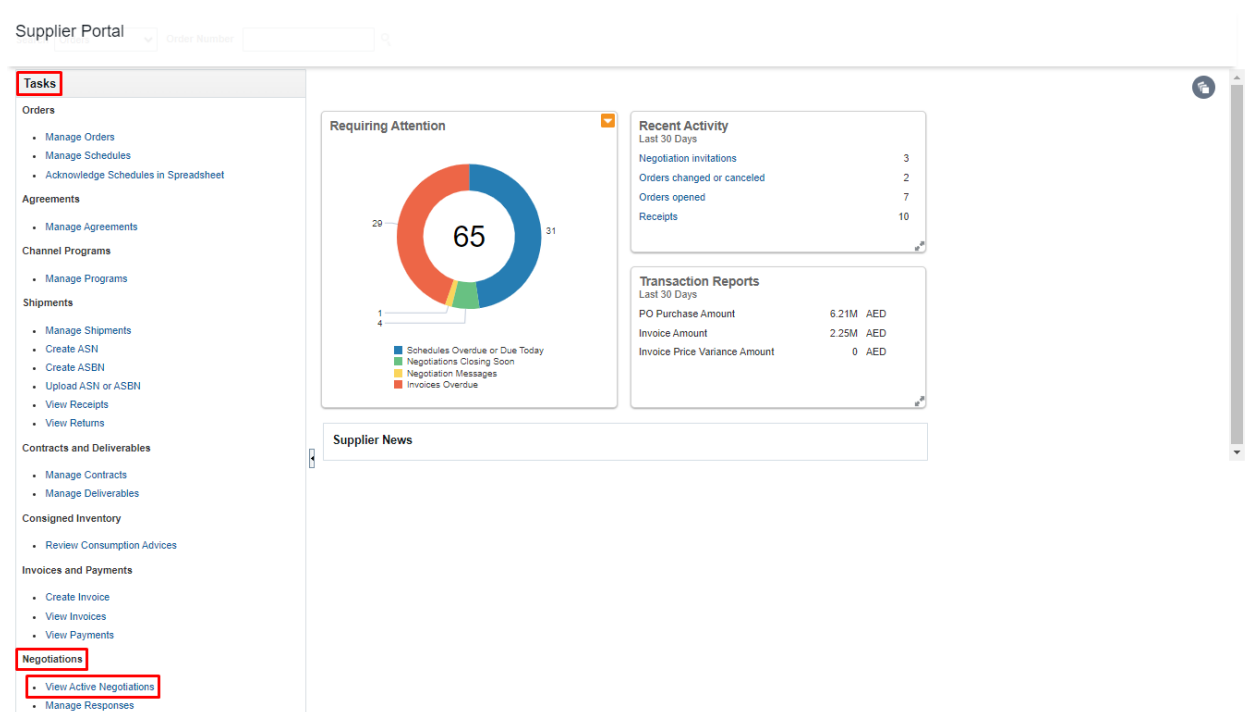 Supplier Portal
Order Number
Tasks
Orders
Manage Orders
Manage Schedules
Acknowledge Schedules in Spreadsheet
Agreements
Manage Agreements
Channel Programs
Manage Programs
Shipments
Manage Shipments
Create ASN
Create ASBN
Upload ASN or ASBN
View Receipts
View Returns
Contracts and Deliverables
Manage Contracts
Manage Deliverables
Consigned Inventory
Review Consumption Advices
Invoices and Payments
Create Invoice
View Invoices
View Payments
Negotiations
View Active Negotiations
Manage Responses
Requiring Attention
29
65
31
1
4
Schedules Overdue or Due Today
Negotiations Closing Soon
Negotiation Messages
Invoices Overdue
Recent Activity
Last 30 Days
Negotiation invitations 3
Orders changed or canceled 2
Orders opened 7
Receipts 10
Transaction Reports
Last 30 Days
PO Purchase Amount 6.21M AED
Invoice Amount 2.25M AED
Invoice Price Variance Amount 0 AED
Supplier News